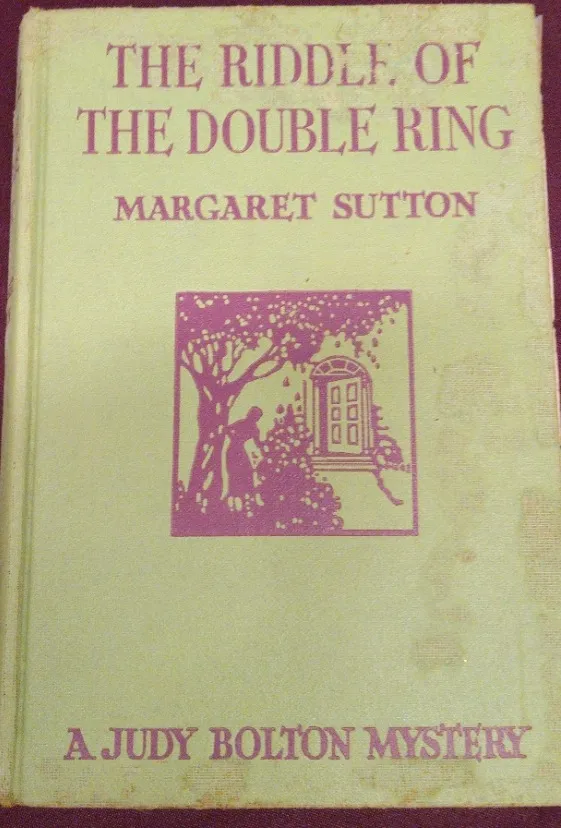 THE RIDDLE OF
THE DOUBLE RING
MARGARET SUTTON
A JUDY BOLTON MYSTERY